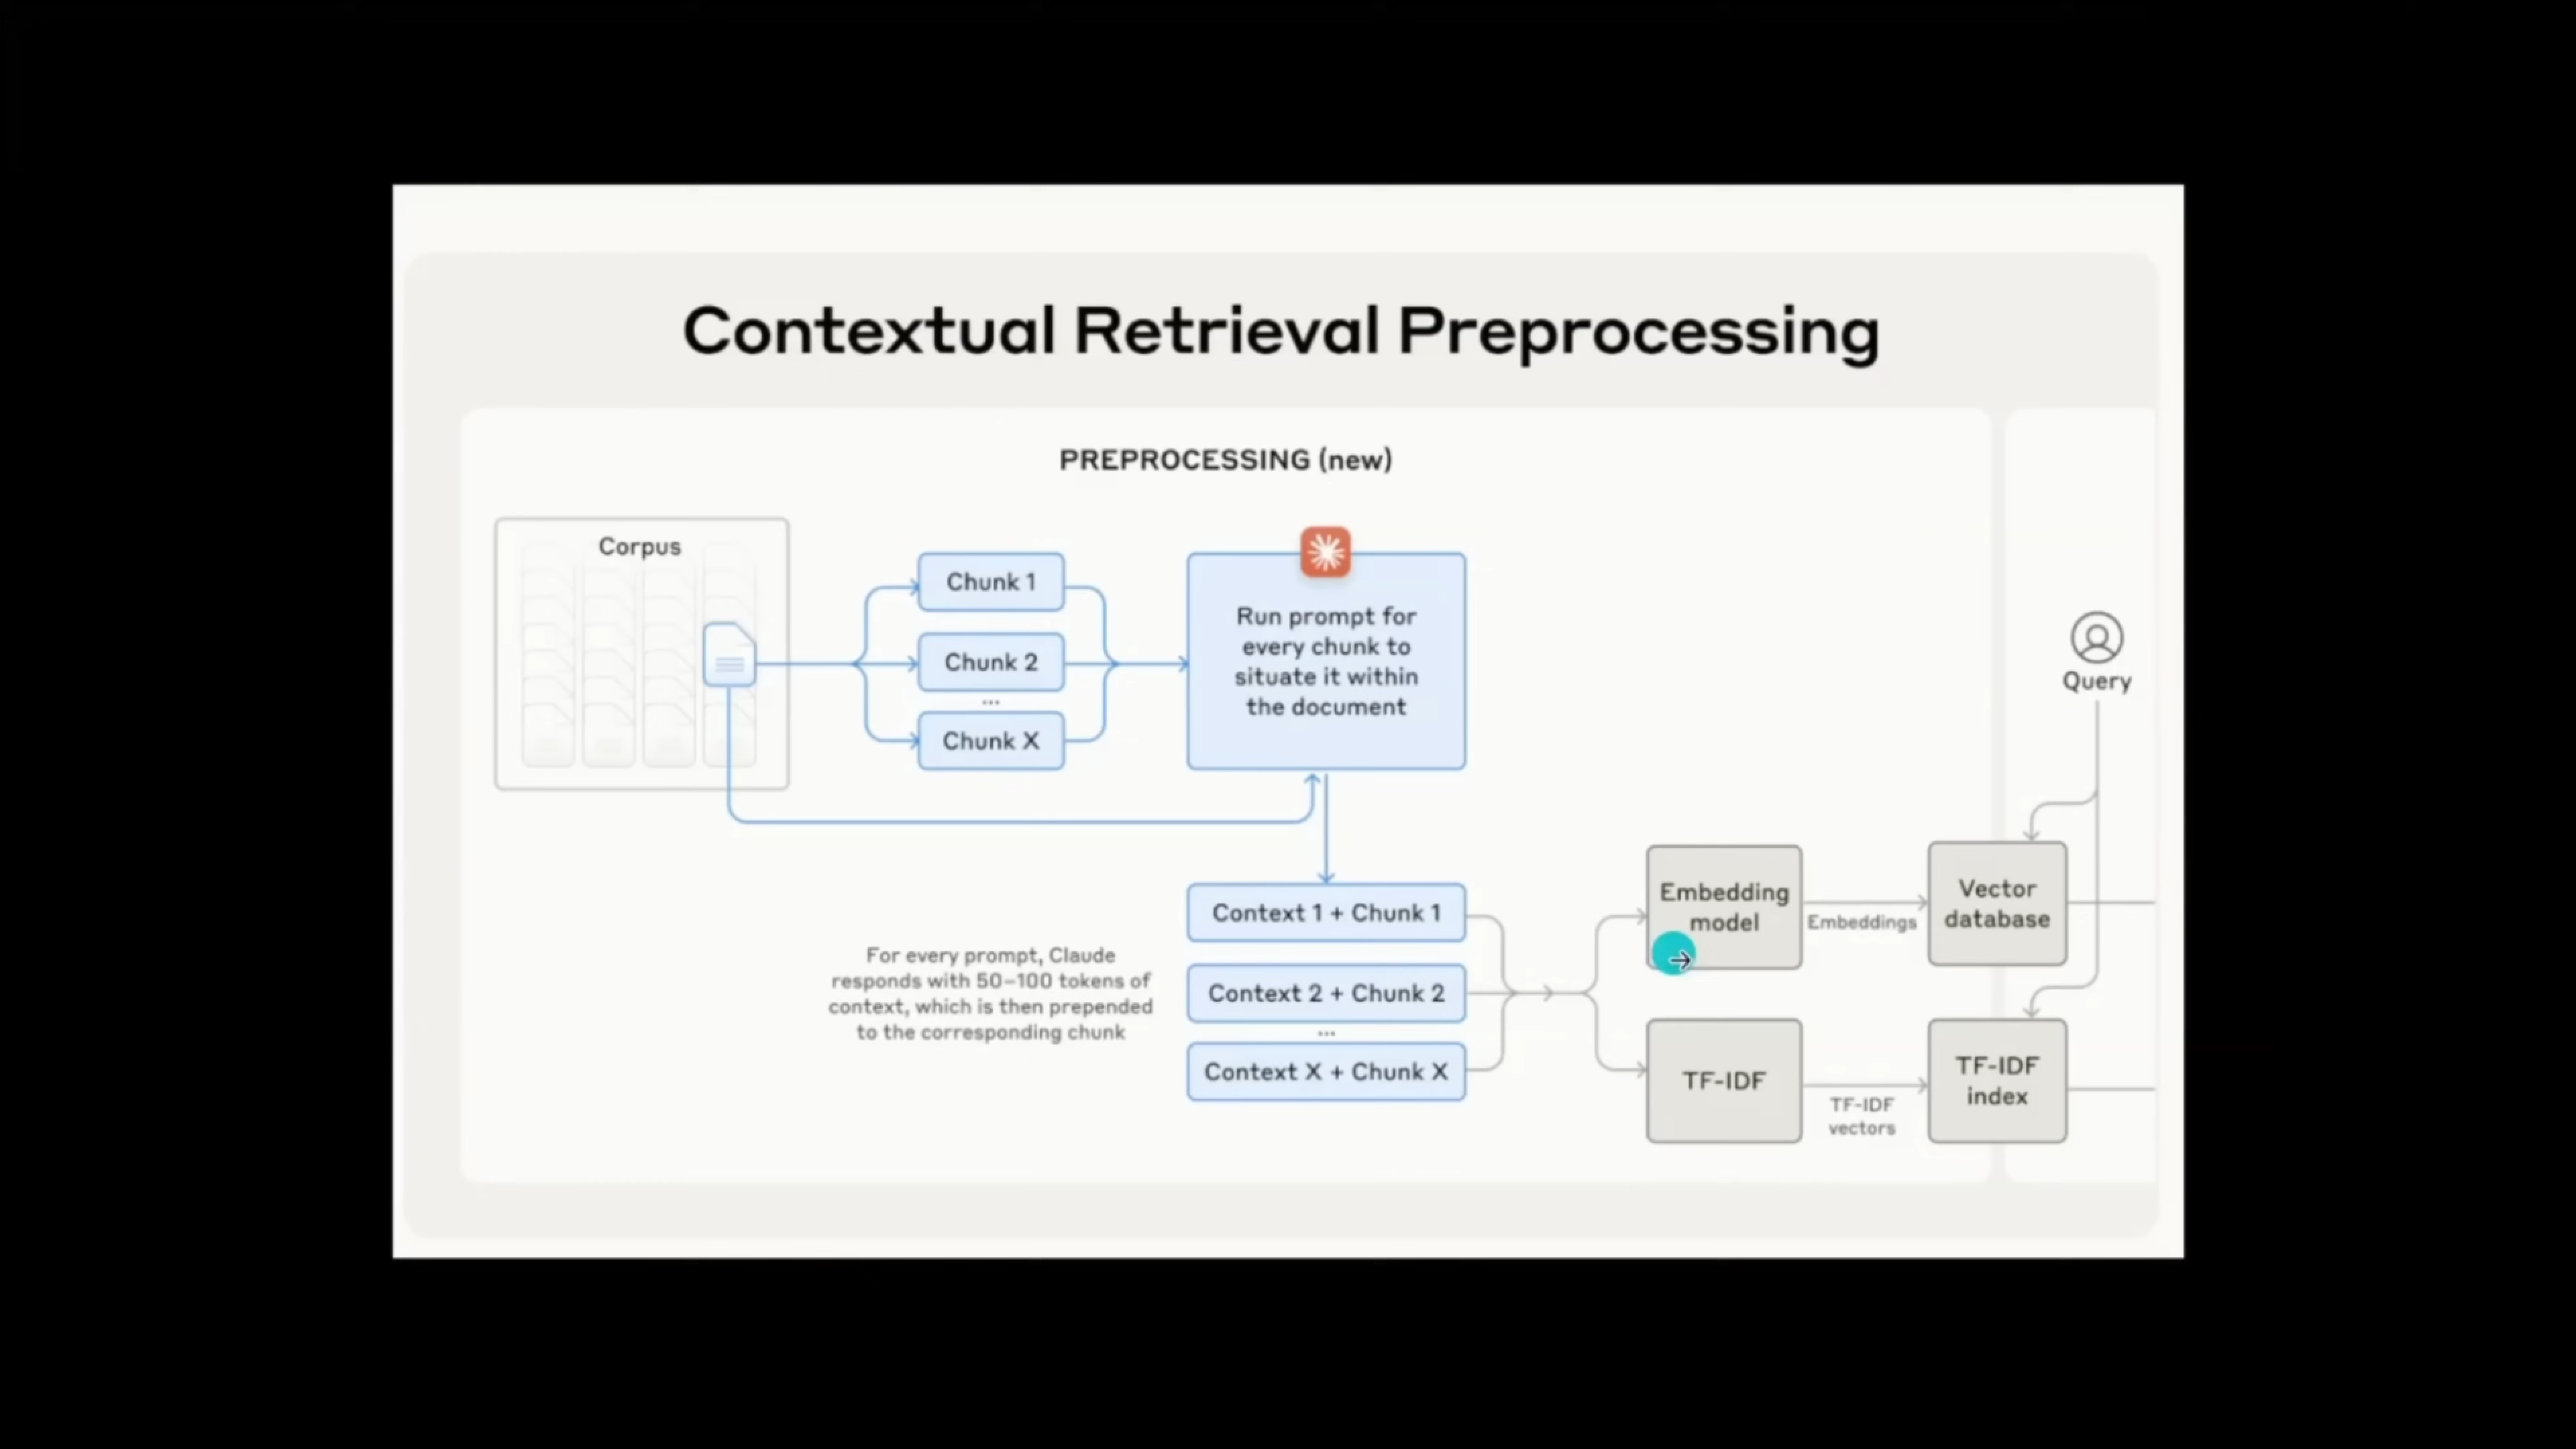 Contextual Retrieval Preprocessing
PREPROCESSING (new)
Corpus
Chunk 1
Chunk 2
...
Chunk X
Run prompt for
every chunk to
situate it within
the document
Query
For every prompt, Claude
responds with 50–100 tokens of
context, which is then prepended
to the corresponding chunk
Context 1 + Chunk 1
Context 2 + Chunk 2
...
Context X + Chunk X
Embedding
model
Embeddings
Vector
database
TF-IDF
TF-IDF
vectors
TF-IDF
index